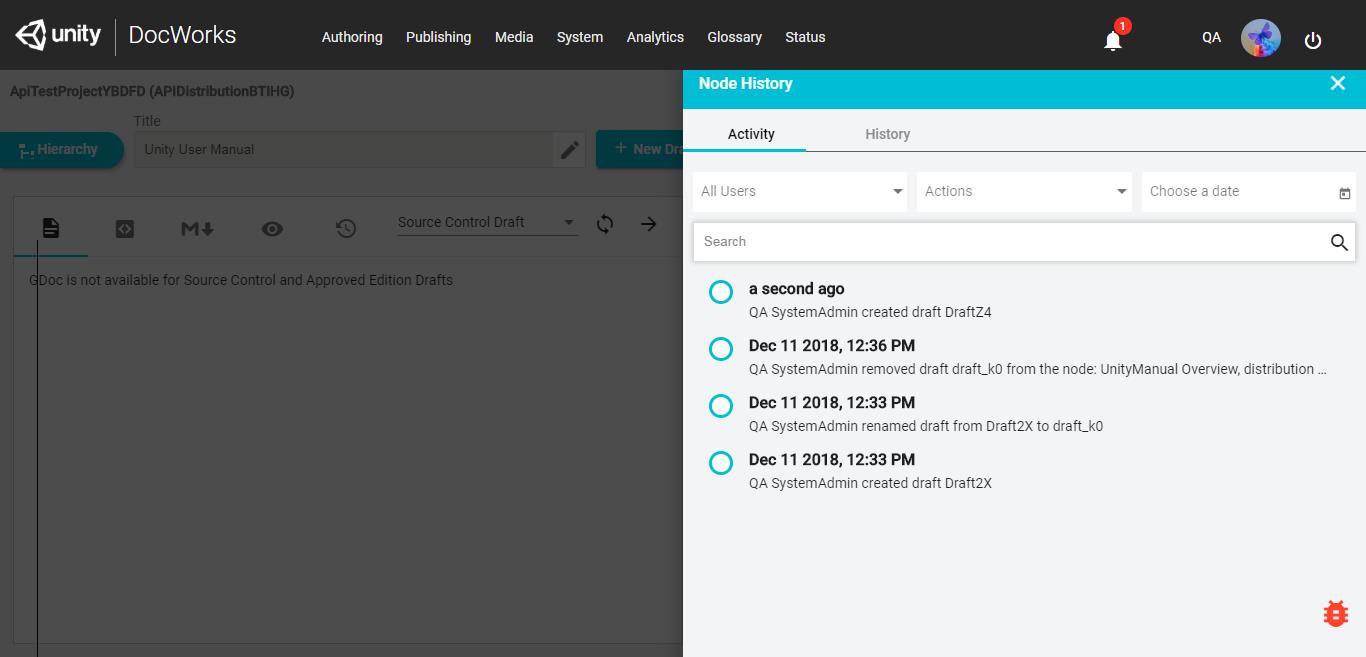 unity DocWorks Authoring Publishing Media System Analytics Glossary Status 1 QA
ApiTestProjectYBDFD (APIDistributionBTIHG)
Title
Hierarchy Unity User Manual + New Dra
M Source Control Draft
GDoc is not available for Source Control and Approved Edition Drafts
Node History
Activity History
All Users Actions Choose a date
Search
a second ago
QA SystemAdmin created draft DraftZ4
Dec 11 2018, 12:36 PM
QA SystemAdmin removed draft draft_k0 from the node: UnityManual Overview, distribution ...
Dec 11 2018, 12:33 PM
QA SystemAdmin renamed draft from Draft2X to draft_k0
Dec 11 2018, 12:33 PM
QA SystemAdmin created draft Draft2X